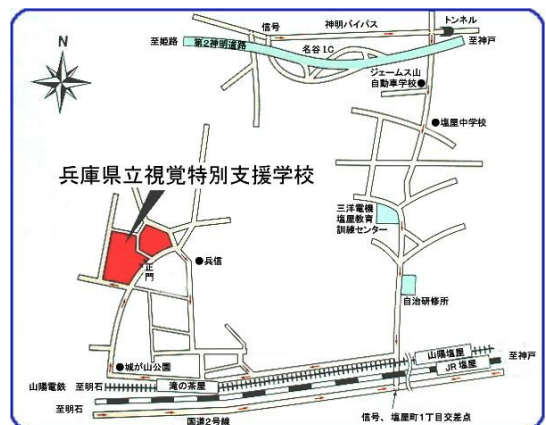 N
信号
神明バイパス
トンネル
至姫路
第2神明道路
名谷 I.C
至神戸
ジェームス山
自動車学校
塩屋中学校
兵庫県立視覚特別支援学校
三洋電機
塩屋教育
訓練センター
正門
兵信
自治研修所
城が山公園
山陽塩屋
至神戸
JR 塩屋
山陽電鉄
至明石
滝の茶屋
至明石
国道2号線
信号、塩屋町1丁目交差点